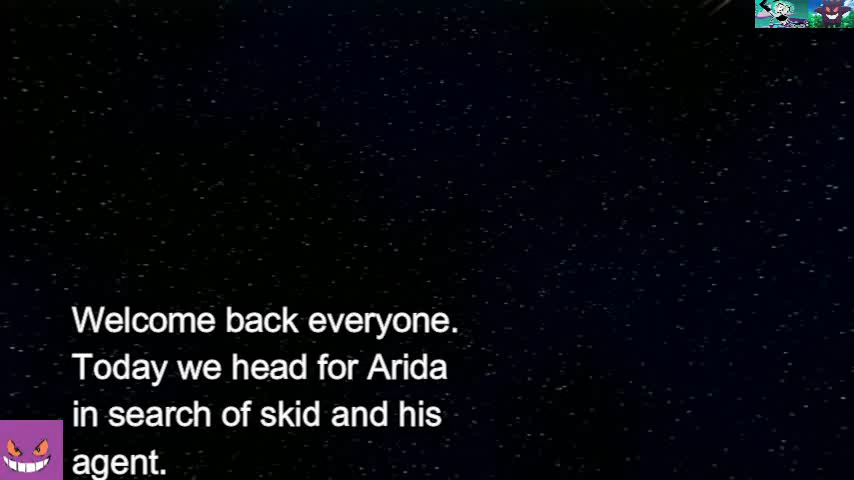 Welcome back everyone.
Today we head for Arida
in search of skid and his
agent.